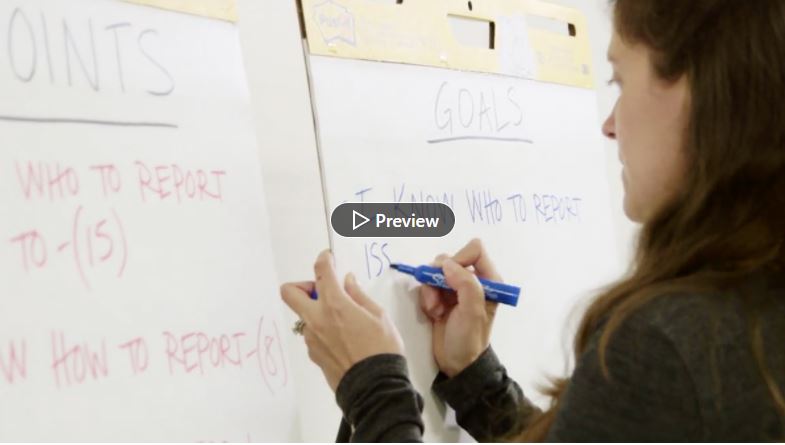 OINTS
WHO TO REPORT
TO-(15)
W HOW TO REPORT-(8)
GOALS
I KNOW WHO TO REPORT
ISS
Preview